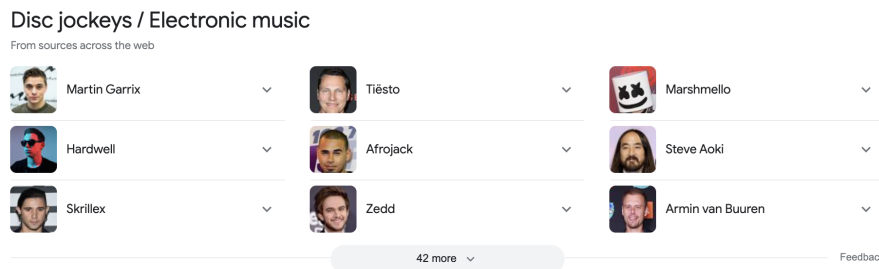 Disc jockeys / Electronic music
From sources across the web
Martin Garrix
Tiësto
Marshmello
Hardwell
Afrojack
Steve Aoki
Skrillex
Zedd
Armin van Buuren
42 more
Feedbac